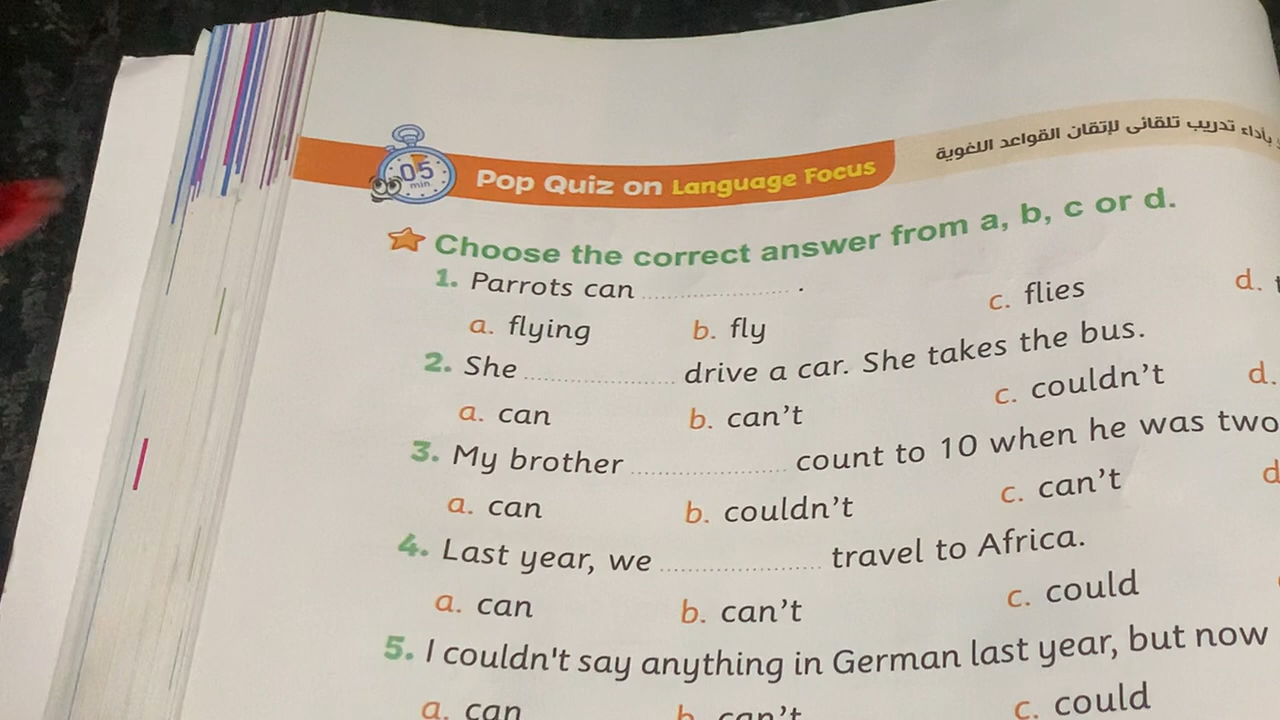 05
min
Pop Quiz on Language Focus
بأداء تدريب تلقائى لإتقان القواعد اللغوية
Choose the correct answer from a, b, c or d.
1. Parrots can .................... .
a. flying b. fly c. flies d.
2. She .................... drive a car. She takes the bus.
a. can b. can't c. couldn't d.
3. My brother .................... count to 10 when he was two
a. can b. couldn't c. can't d
4. Last year, we .................... travel to Africa.
a. can b. can't c. could
5. I couldn't say anything in German last year, but now
a. can b. can't c. could